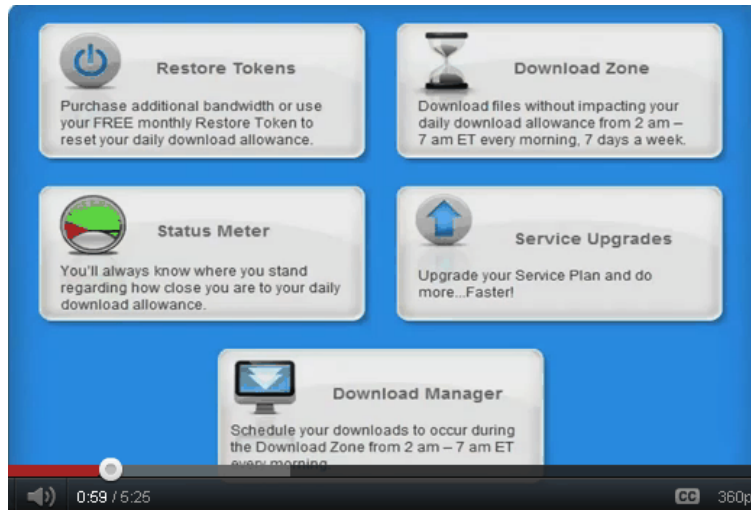 Restore Tokens
Purchase additional bandwidth or use
your FREE monthly Restore Token to
reset your daily download allowance.
Download Zone
Download files without impacting your
daily download allowance from 2 am –
7 am ET every morning, 7 days a week.
Status Meter
You'll always know where you stand
regarding how close you are to your daily
download allowance.
Service Upgrades
Upgrade your Service Plan and do
more...Faster!
Download Manager
Schedule your downloads to occur during
the Download Zone from 2 am – 7 am ET
every morning
0:59 / 5:25
CC
360p